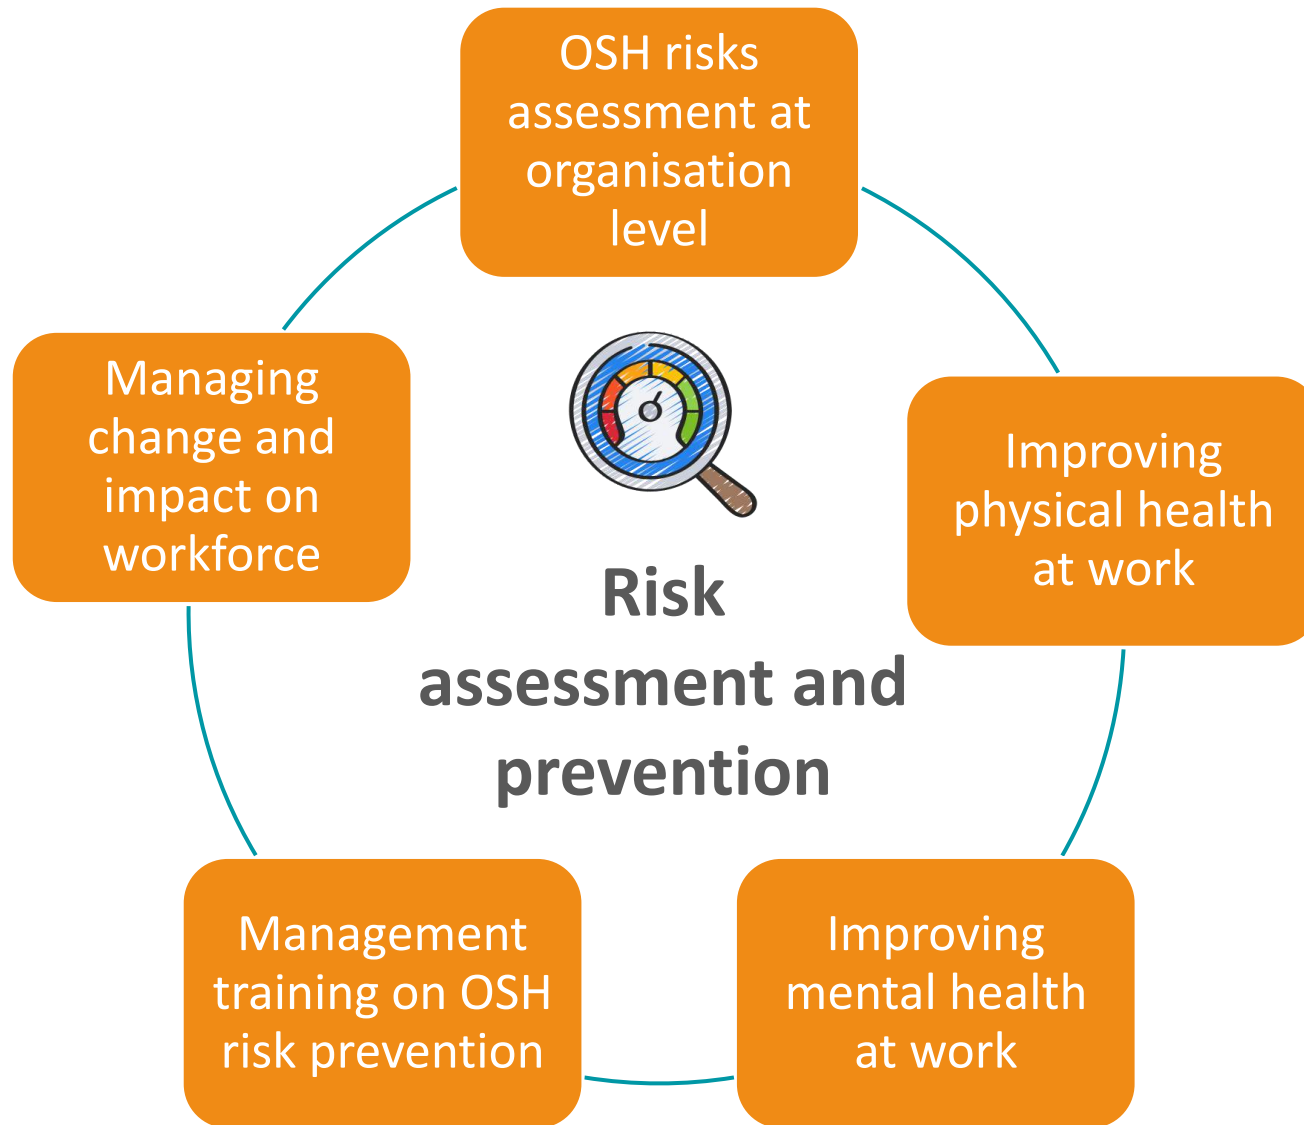 OSH risks
assessment at
organisation
level
Improving
physical health
at work
Improving
mental health
at work
Management
training on OSH
risk prevention
Managing
change and
impact on
workforce
Risk
assessment and
prevention